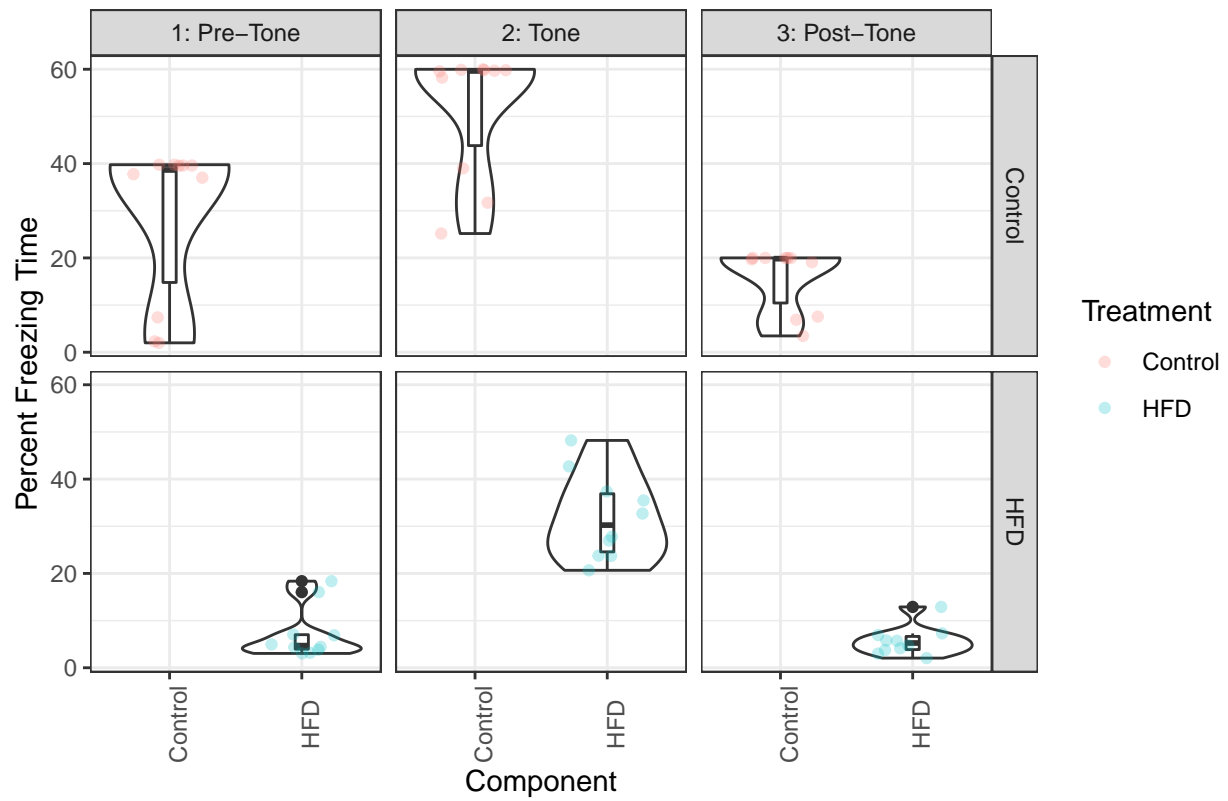 1: Pre−Tone
2: Tone
3: Post−Tone
Percent Freezing Time
60
40
20
0
Control
60
40
20
0
HFD
Control
HFD
Control
HFD
Control
HFD
Component
Treatment
Control
HFD